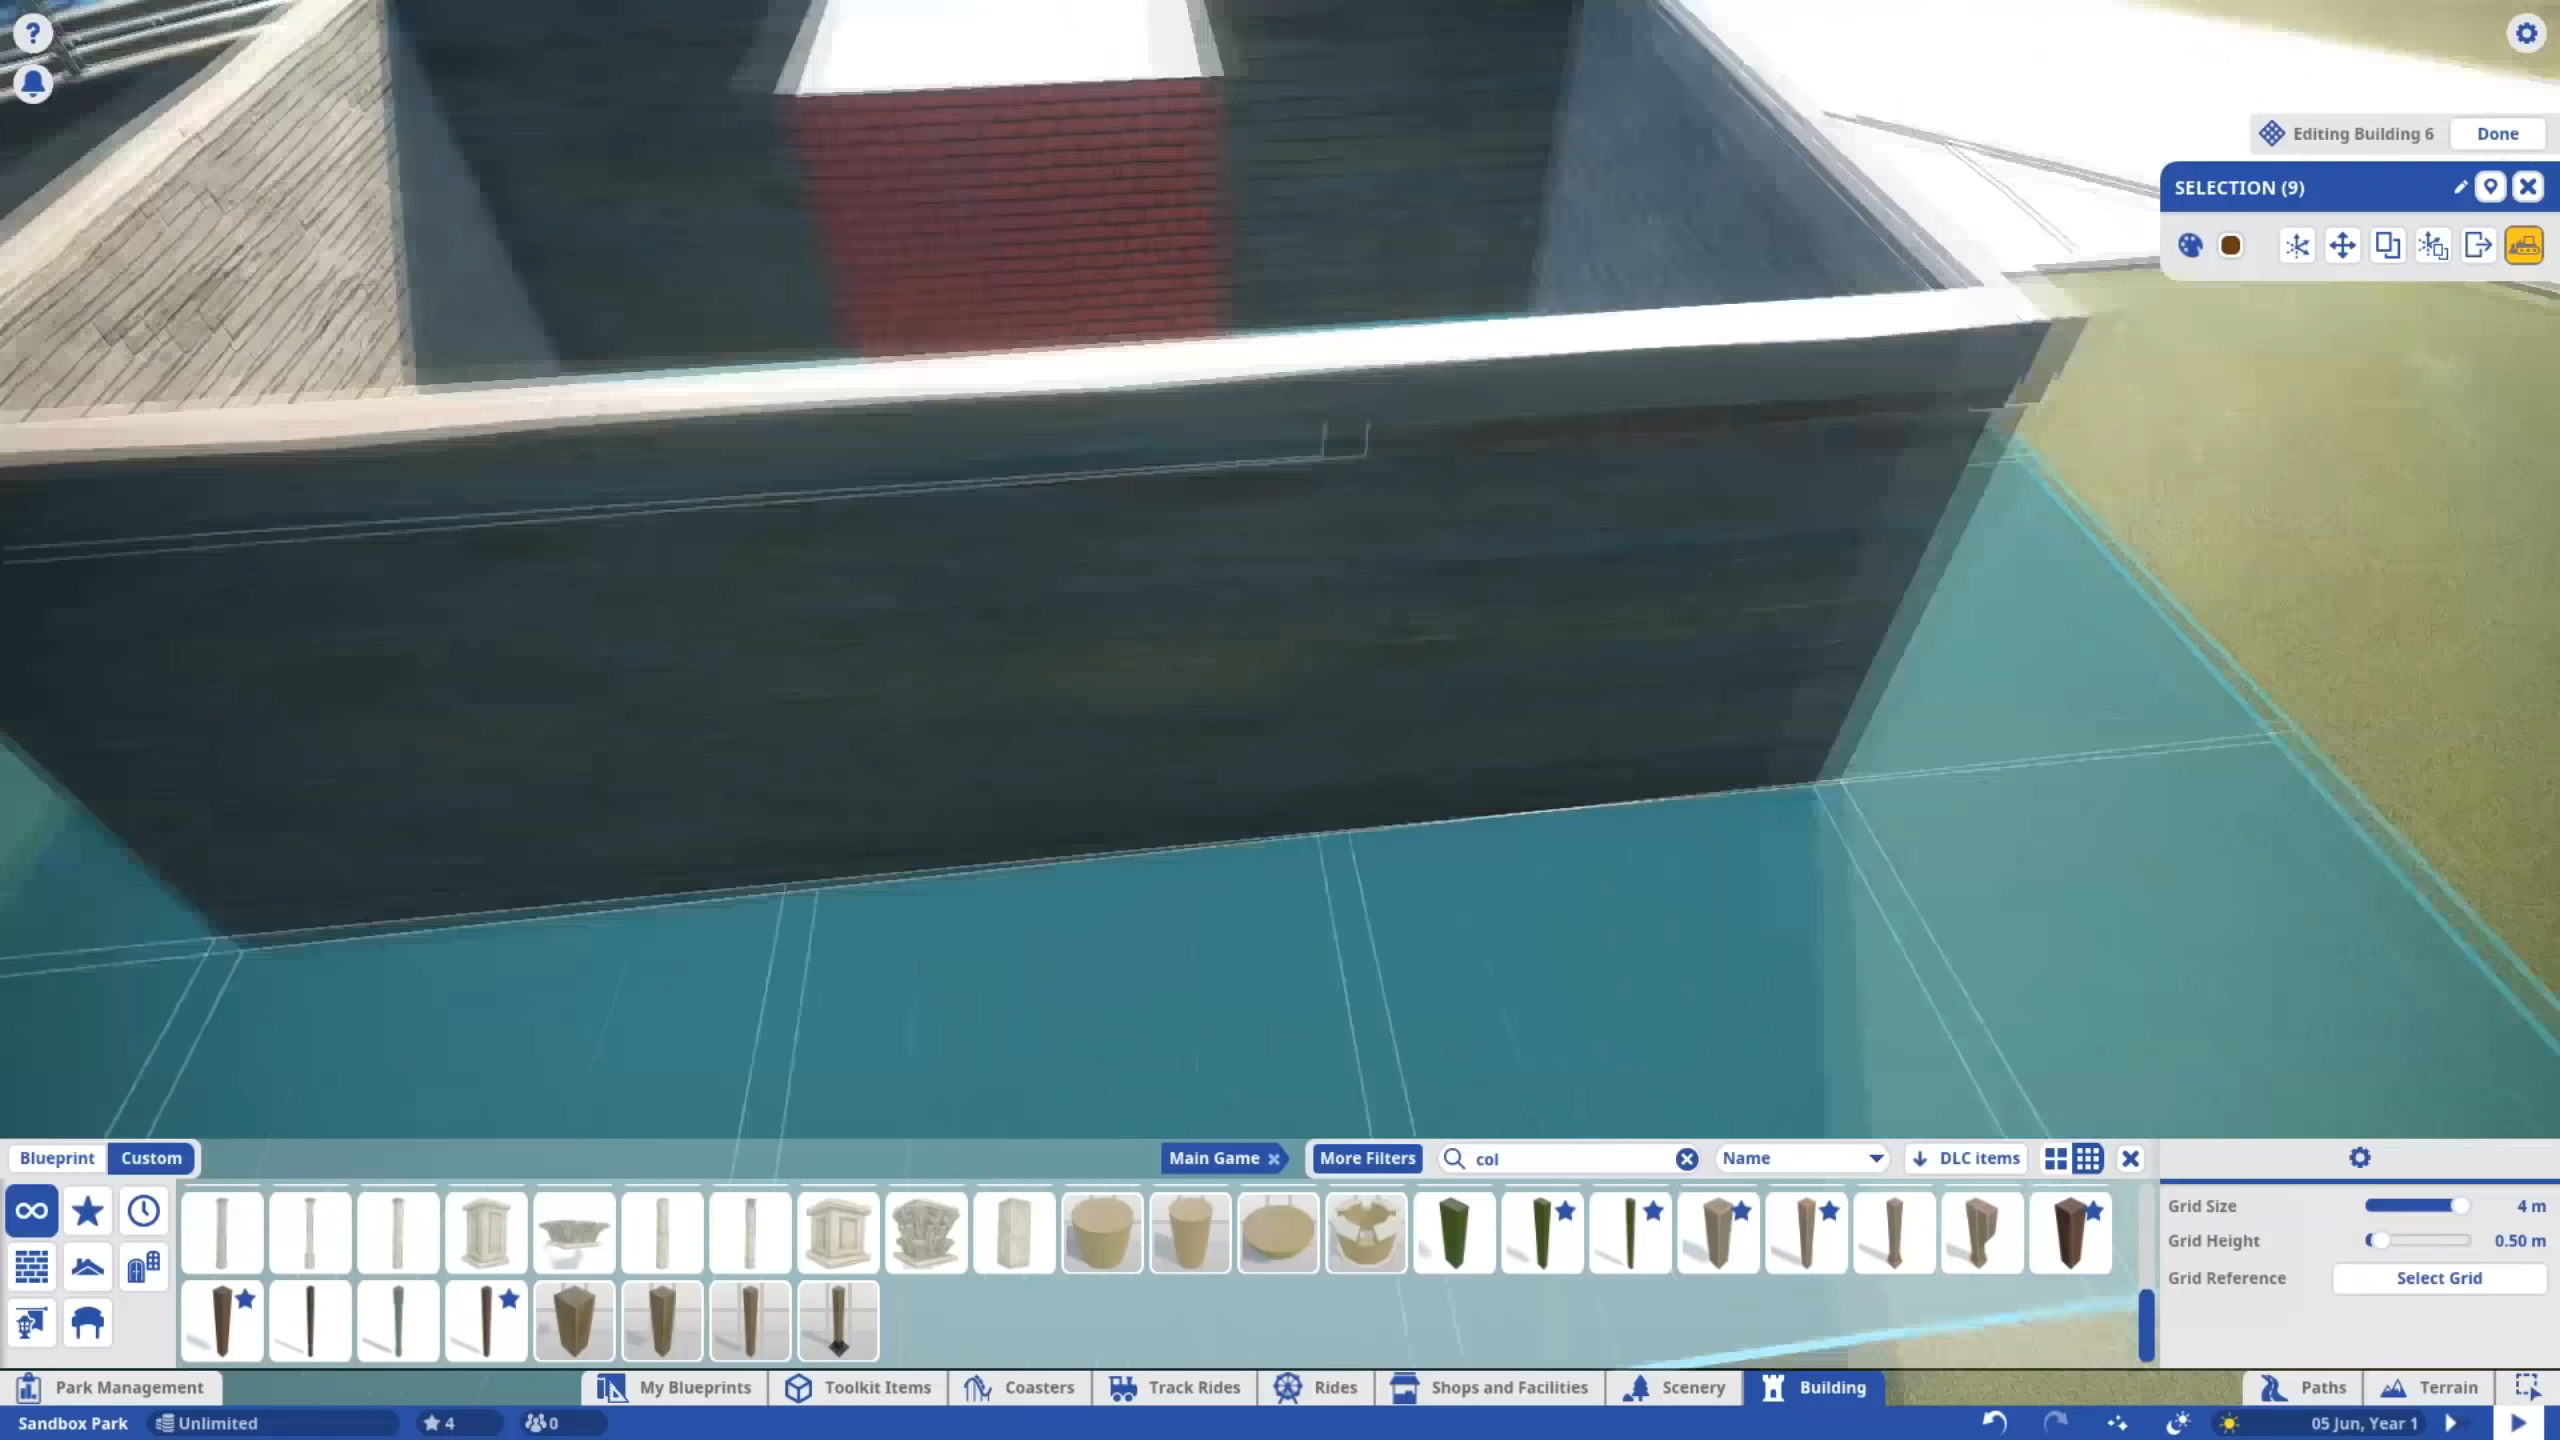 ?
Editing Building 6 Done
SELECTION (9)
Blueprint Custom
Main Game × More Filters col Name DLC items
Grid Size 4 m
Grid Height 0.50 m
Grid Reference Select Grid
Park Management My Blueprints Toolkit Items Coasters Track Rides Rides Shops and Facilities Scenery Building Paths Terrain
Sandbox Park Unlimited 4 0 05 Jun, Year 1